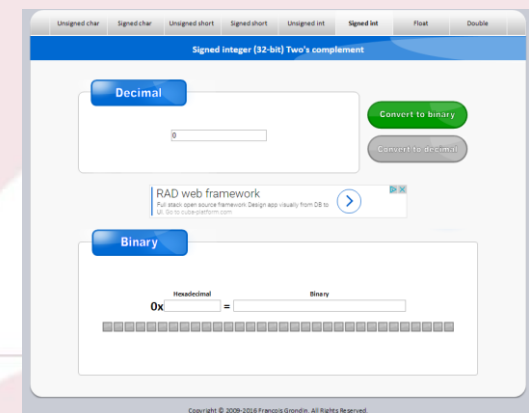 Unsigned char Signed char Unsigned short Signed short Unsigned int Signed int Float Double
Signed integer (32-bit) Two's complement
Decimal
0
Convert to binary
Convert to decimal
RAD web framework
Full stack open source framework Design app visually from DB to
UI. Go to cuba-platform.com
Binary
Hexadecimal Binary
0x =
Copyright © 2009-2016 Francois Grondin. All Rights Reserved.